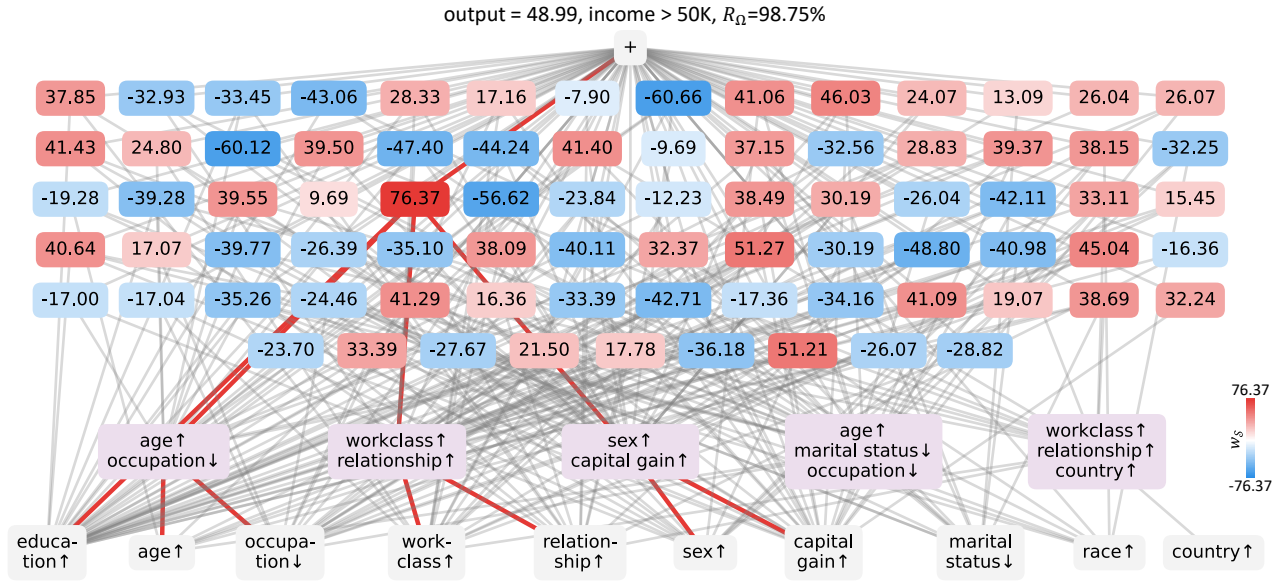 output = 48.99, income > 50K, R_Ω=98.75%
+
37.85 -32.93 -33.45 -43.06 28.33 17.16 -7.90 -60.66 41.06 46.03 24.07 13.09 26.04 26.07
41.43 24.80 -60.12 39.50 -47.40 -44.24 41.40 -9.69 37.15 -32.56 28.83 39.37 38.15 -32.25
-19.28 -39.28 39.55 9.69 76.37 -56.62 -23.84 -12.23 38.49 30.19 -26.04 -42.11 33.11 15.45
40.64 17.07 -39.77 -26.39 -35.10 38.09 -40.11 32.37 51.27 -30.19 -48.80 -40.98 45.04 -16.36
-17.00 -17.04 -35.26 -24.46 41.29 16.36 -33.39 -42.71 -17.36 -34.16 41.09 19.07 38.69 32.24
-23.70 33.39 -27.67 21.50 17.78 -36.18 51.21 -26.07 -28.82
76.37
w_S
-76.37
age↑
occupation↓
workclass↑
relationship↑
sex↑
capital gain↑
age↑
marital status↓
occupation↓
workclass↑
relationship↑
country↑
educa-
tion↑
age↑
occupa-
tion↓
work-
class↑
relation-
ship↑
sex↑
capital
gain↑
marital
status↓
race↑
country↑